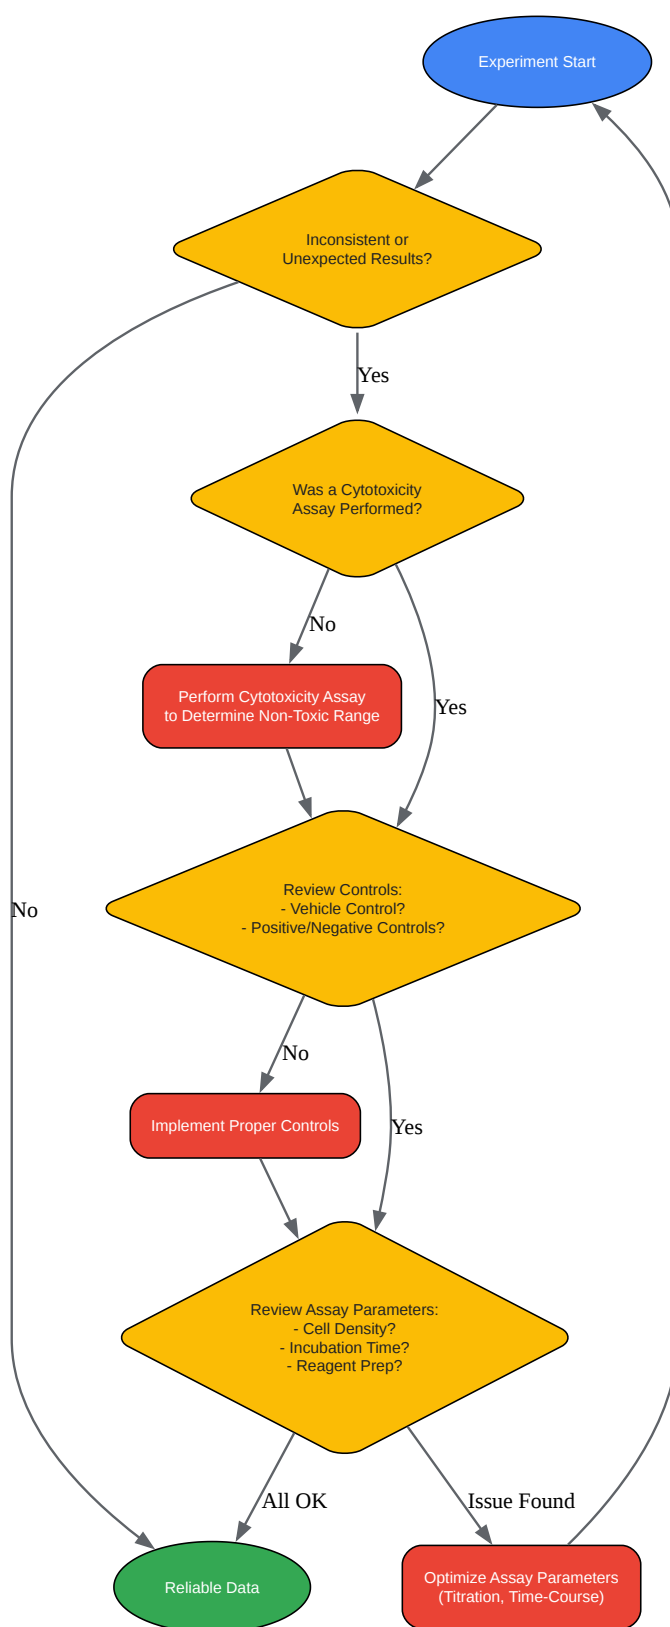 Experiment Start
Inconsistent or
Unexpected Results?
Yes
Was a Cytotoxicity
Assay Performed?
No
Perform Cytotoxicity Assay
to Determine Non-Toxic Range
Yes
Review Controls:
- Vehicle Control?
- Positive/Negative Controls?
No
No
Implement Proper Controls
Yes
Review Assay Parameters:
- Cell Density?
- Incubation Time?
- Reagent Prep?
All OK
Issue Found
Reliable Data
Optimize Assay Parameters
(Titration, Time-Course)